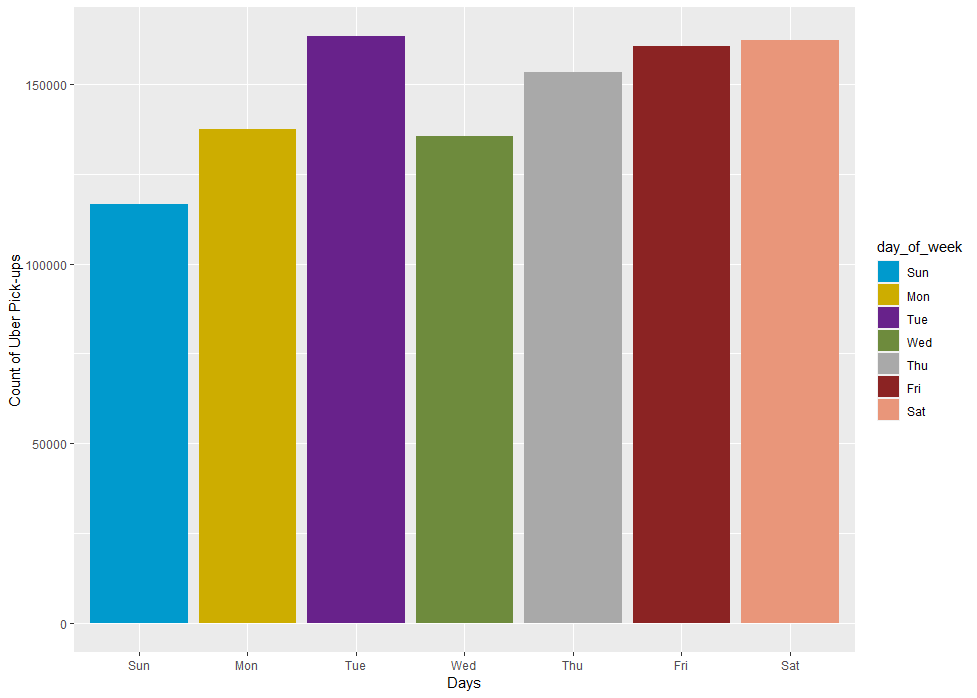 150000
100000
50000
0
Count of Uber Pick-ups
Sun Mon Tue Wed Thu Fri Sat
Days
day_of_week
Sun
Mon
Tue
Wed
Thu
Fri
Sat